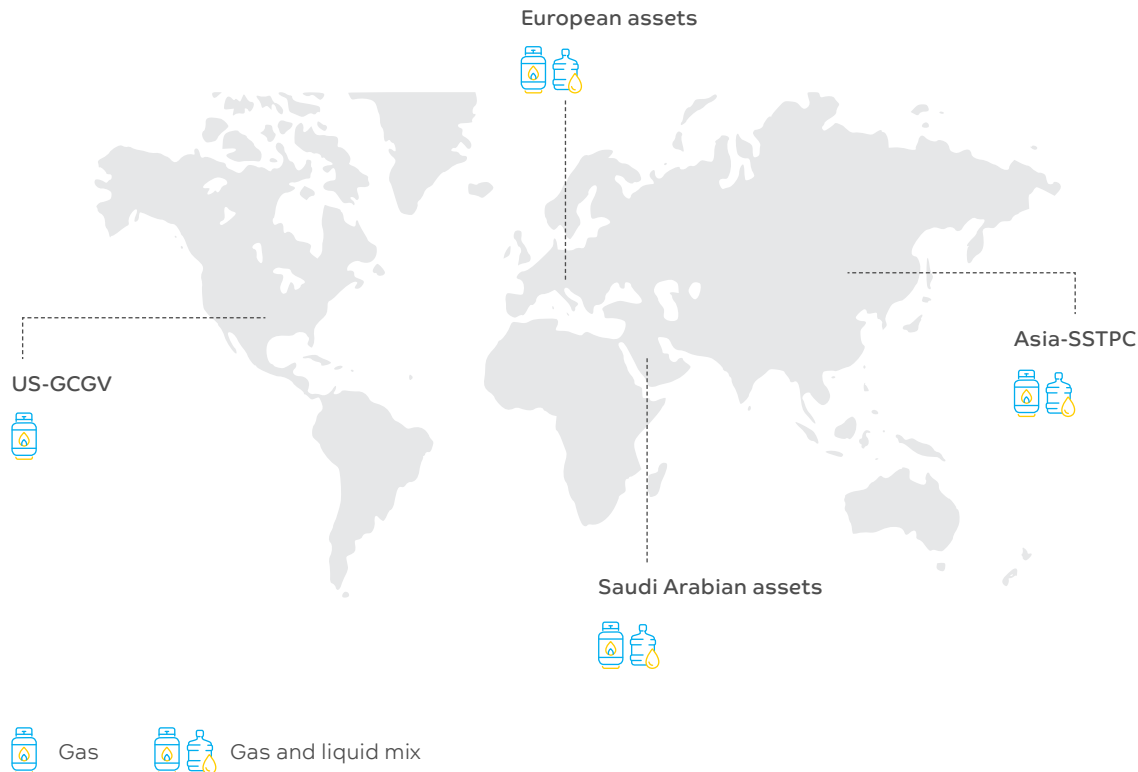 European assets
Asia-SSTPC
US-GCGV
Saudi Arabian assets
Gas
Gas and liquid mix